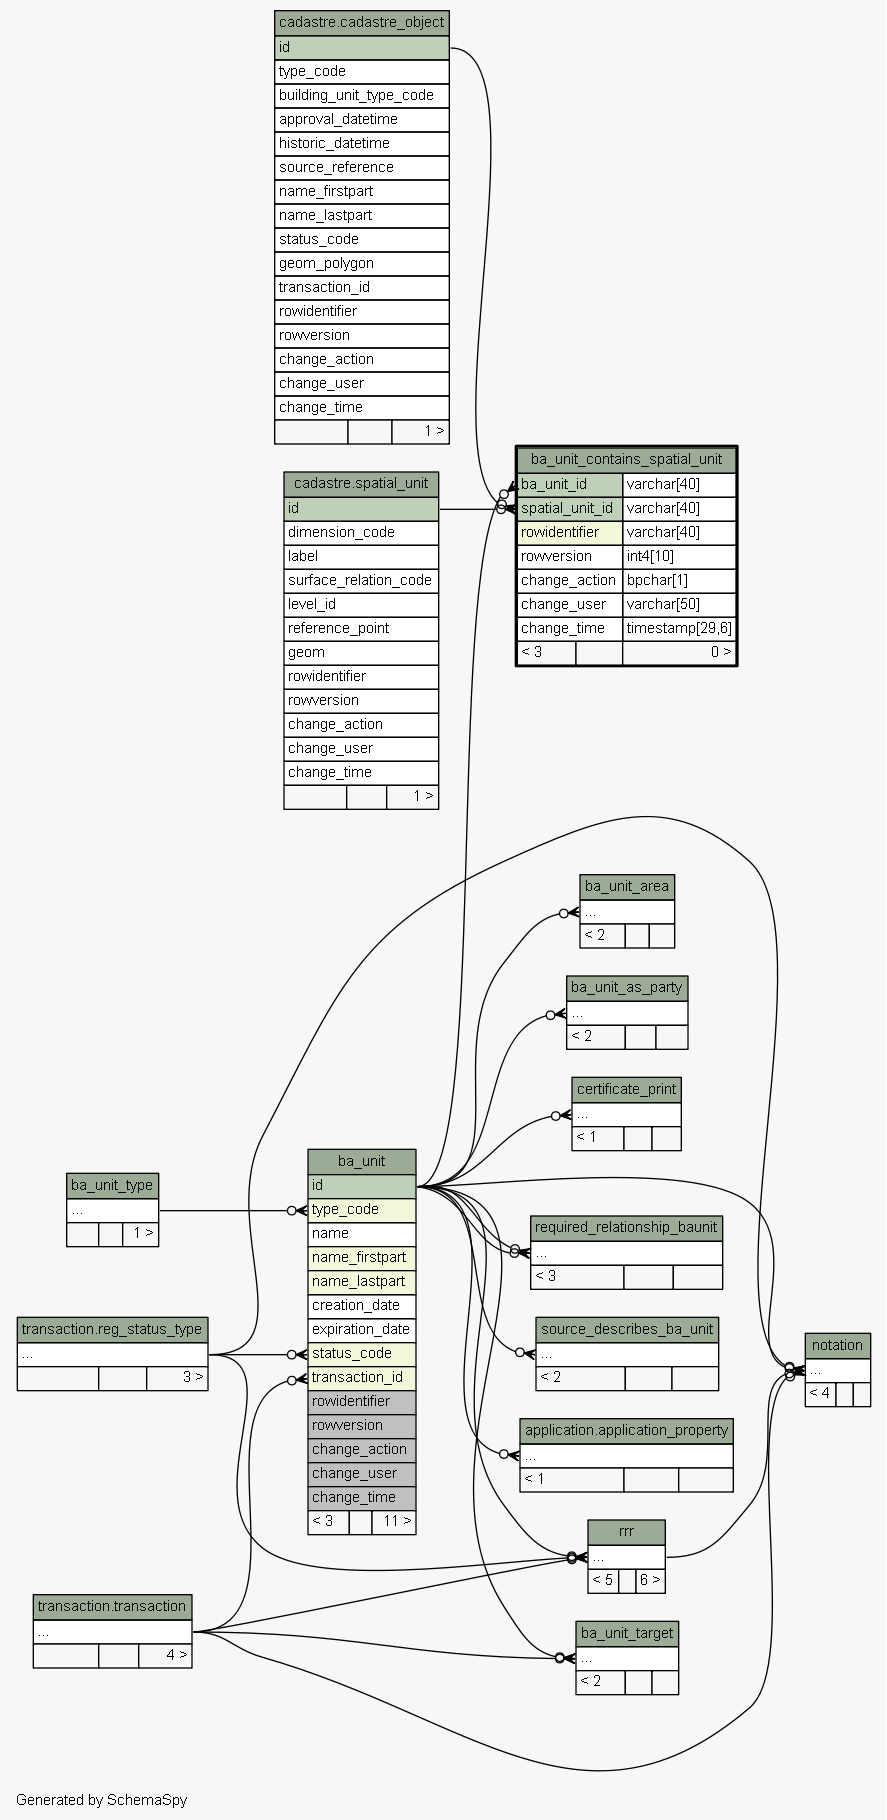 cadastre.cadastre_object
id
type_code
building_unit_type_code
approval_datetime
historic_datetime
source_reference
name_firstpart
name_lastpart
status_code
geom_polygon
transaction_id
rowidentifier
rowversion
change_action
change_user
change_time
1 >
ba_unit_contains_spatial_unit
ba_unit_id varchar[40]
spatial_unit_id varchar[40]
rowidentifier varchar[40]
rowversion int4[10]
change_action bpchar[1]
change_user varchar[50]
change_time timestamp[29,6]
< 3 0 >
cadastre.spatial_unit
id
dimension_code
label
surface_relation_code
level_id
reference_point
geom
rowidentifier
rowversion
change_action
change_user
change_time
1 >
ba_unit_area
...
< 2
ba_unit_as_party
...
< 2
certificate_print
...
< 1
ba_unit
id
type_code
name
name_firstpart
name_lastpart
creation_date
expiration_date
status_code
transaction_id
rowidentifier
rowversion
change_action
change_user
change_time
< 3 11 >
ba_unit_type
...
1 >
required_relationship_baunit
...
< 3
transaction.reg_status_type
...
3 >
source_describes_ba_unit
...
< 2
notation
...
< 4
application.application_property
...
< 1
rrr
...
< 5 6 >
transaction.transaction
...
4 >
ba_unit_target
...
< 2
Generated by SchemaSpy